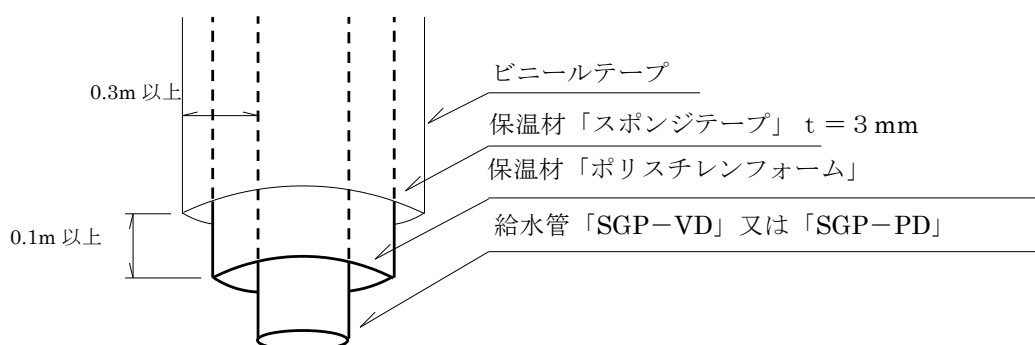 ビニールテープ
0.3m 以上
保温材「スポンジテープ」 t＝3 mm
保温材「ポリスチレンフォーム」
給水管「SGP－VD」又は「SGP－PD」
0.1m 以上